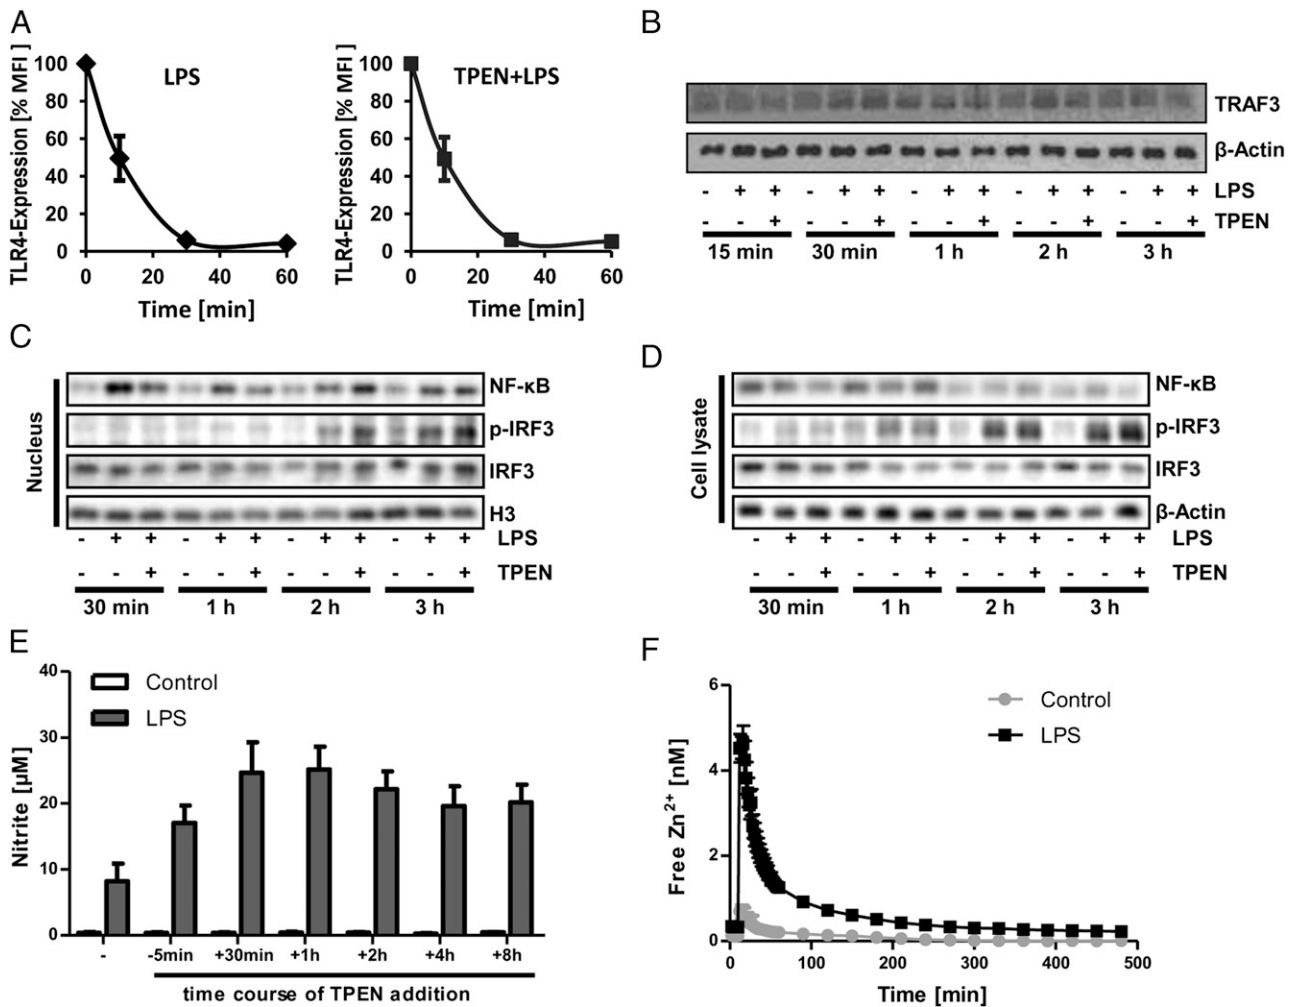 A
TLR4-Expression [% MFI]
100
80
60
40
20
0
LPS
0 20 40 60
Time [min]
TLR4-Expression [% MFI]
100
80
60
40
20
0
TPEN+LPS
0 20 40 60
Time [min]
B
TRAF3
β-Actin
- + + - + + - + + - + + - + + LPS
- - + - - + - - + - - + - - + TPEN
15 min 30 min 1 h 2 h 3 h
C
Nucleus
NF-κB
p-IRF3
IRF3
H3
- + + - + + - + + - + + LPS
- - + - - + - - + - - + TPEN
30 min 1 h 2 h 3 h
D
Cell lysate
NF-κB
p-IRF3
IRF3
β-Actin
- + + - + + - + + - + + LPS
- - + - - + - - + - - + TPEN
30 min 1 h 2 h 3 h
E
Nitrite [µM]
40
30
20
10
0
Control
LPS
- -5min +30min +1h +2h +4h +8h
time course of TPEN addition
F
Free Zn²⁺ [nM]
6
4
2
0
Control
LPS
0 100 200 300 400 500
Time [min]